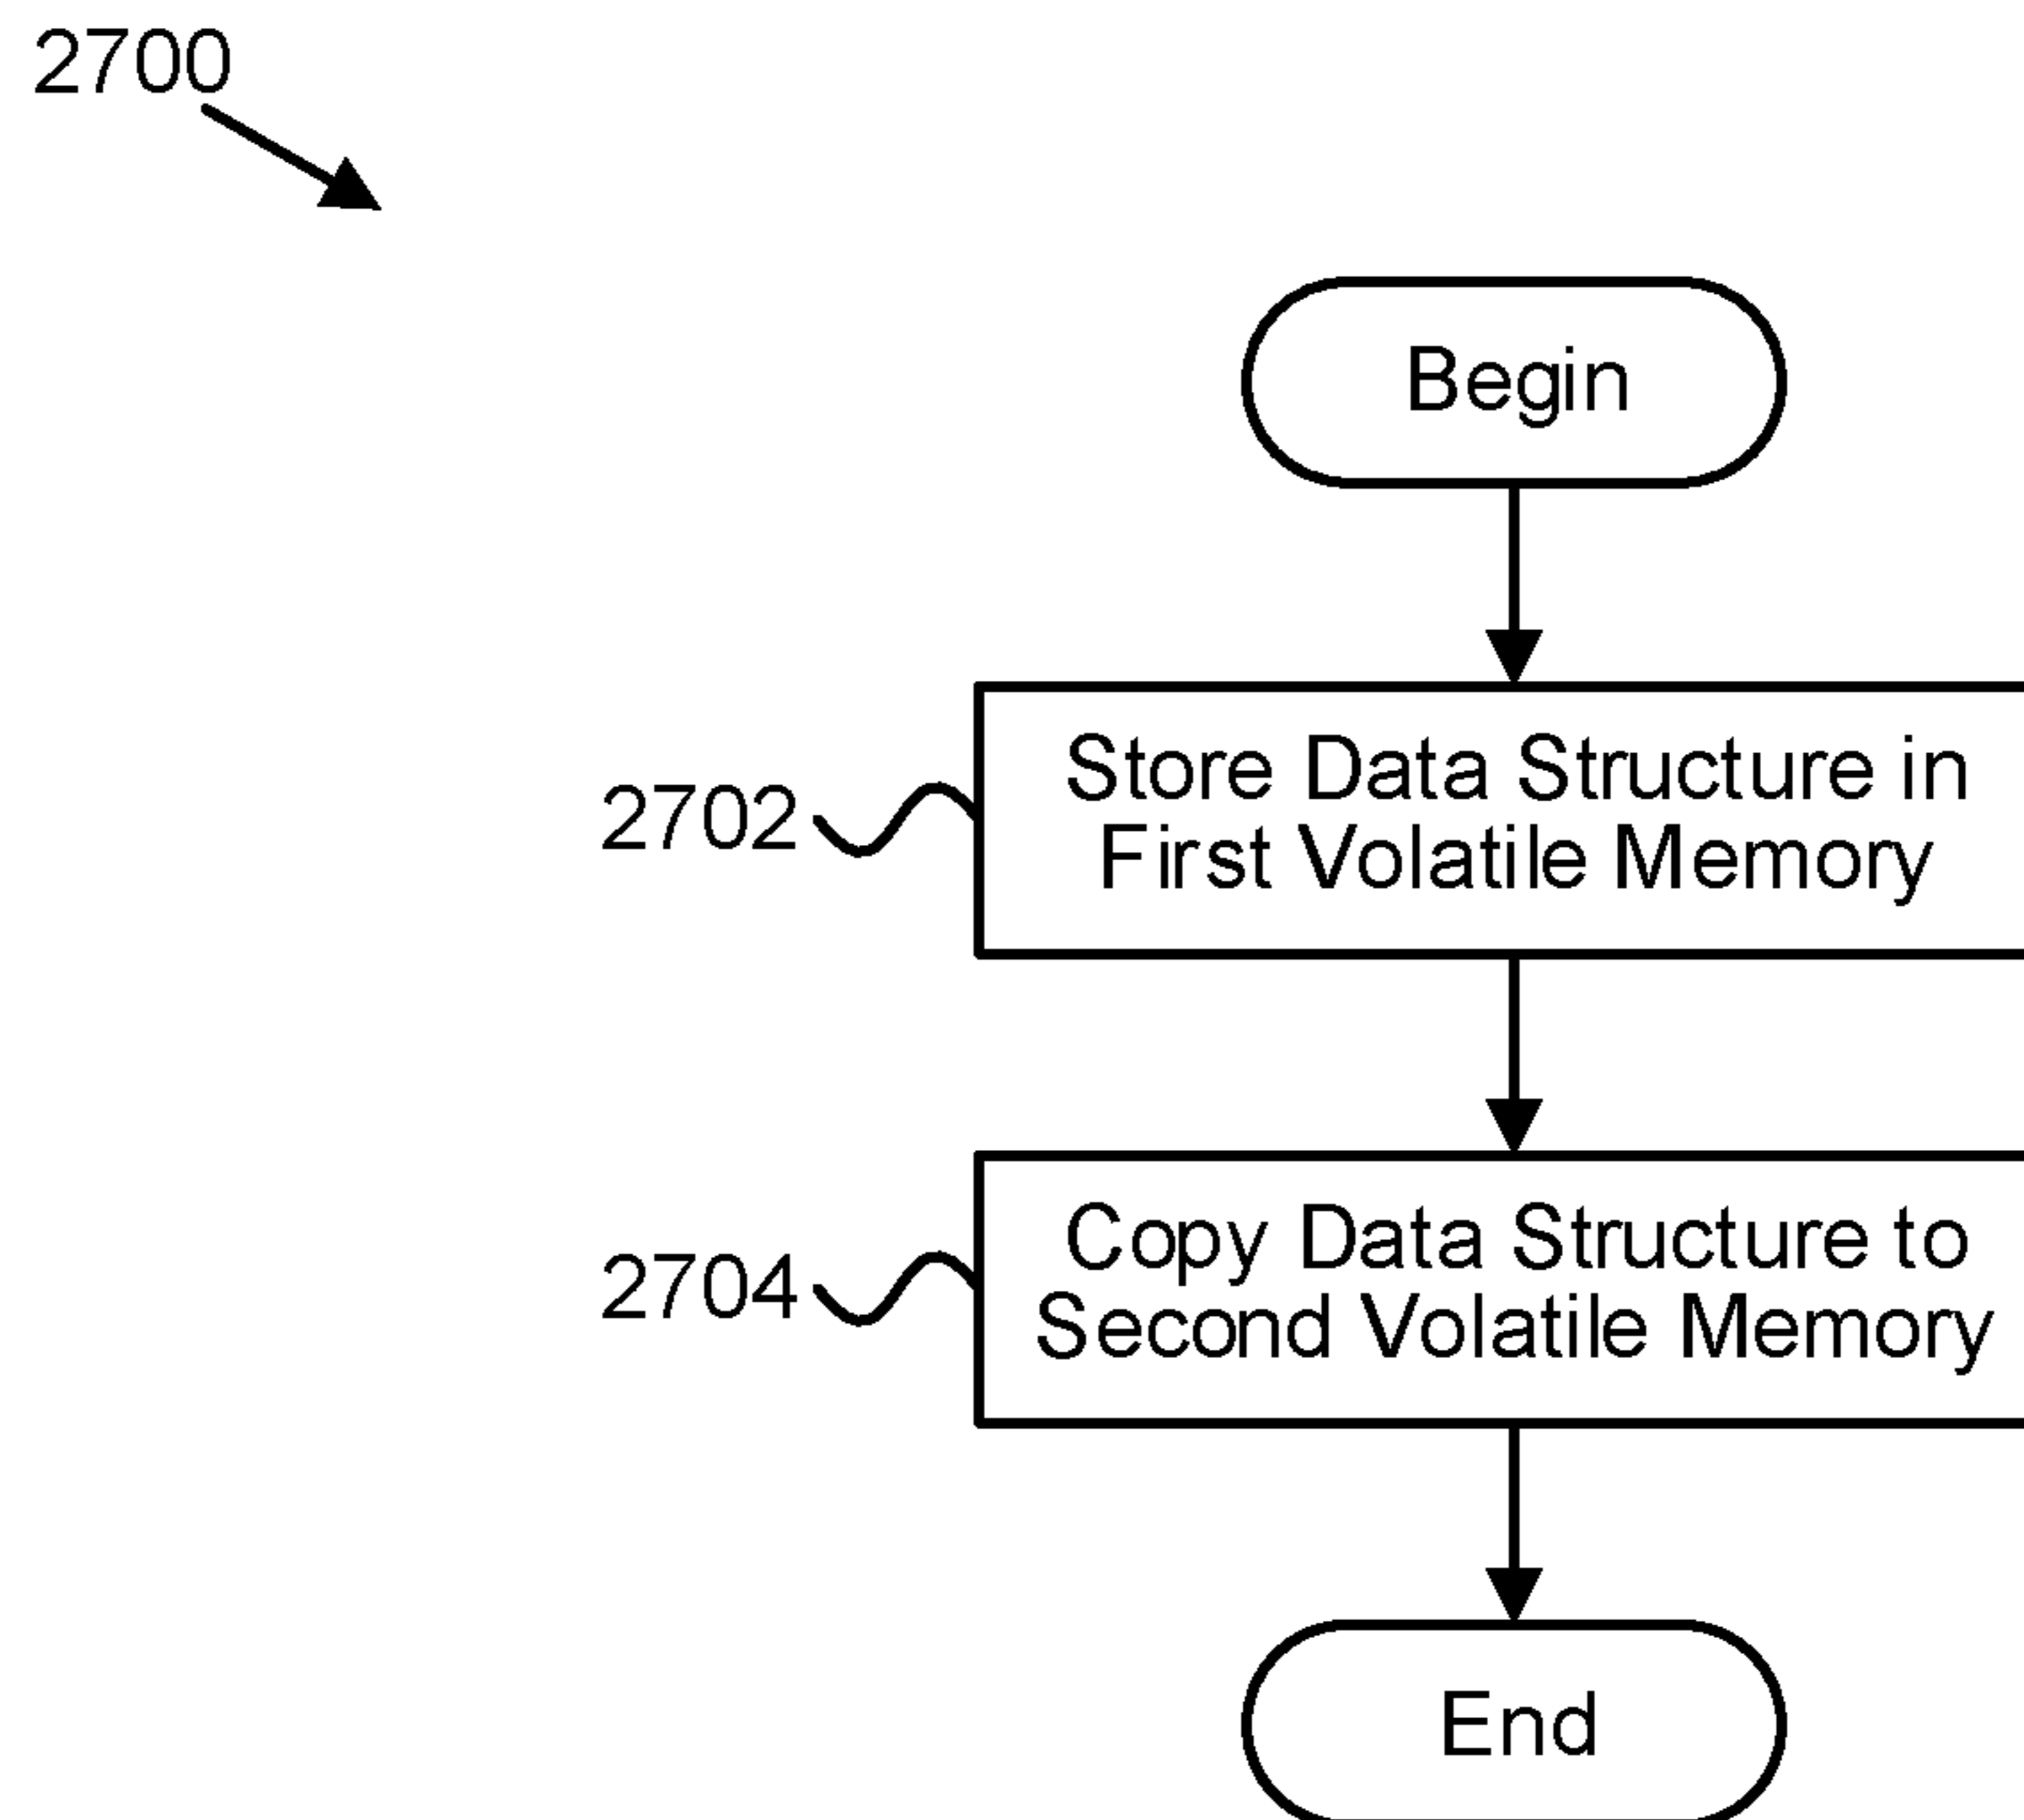 2700
Begin
2702
Store Data Structure in
First Volatile Memory
2704
Copy Data Structure to
Second Volatile Memory
End